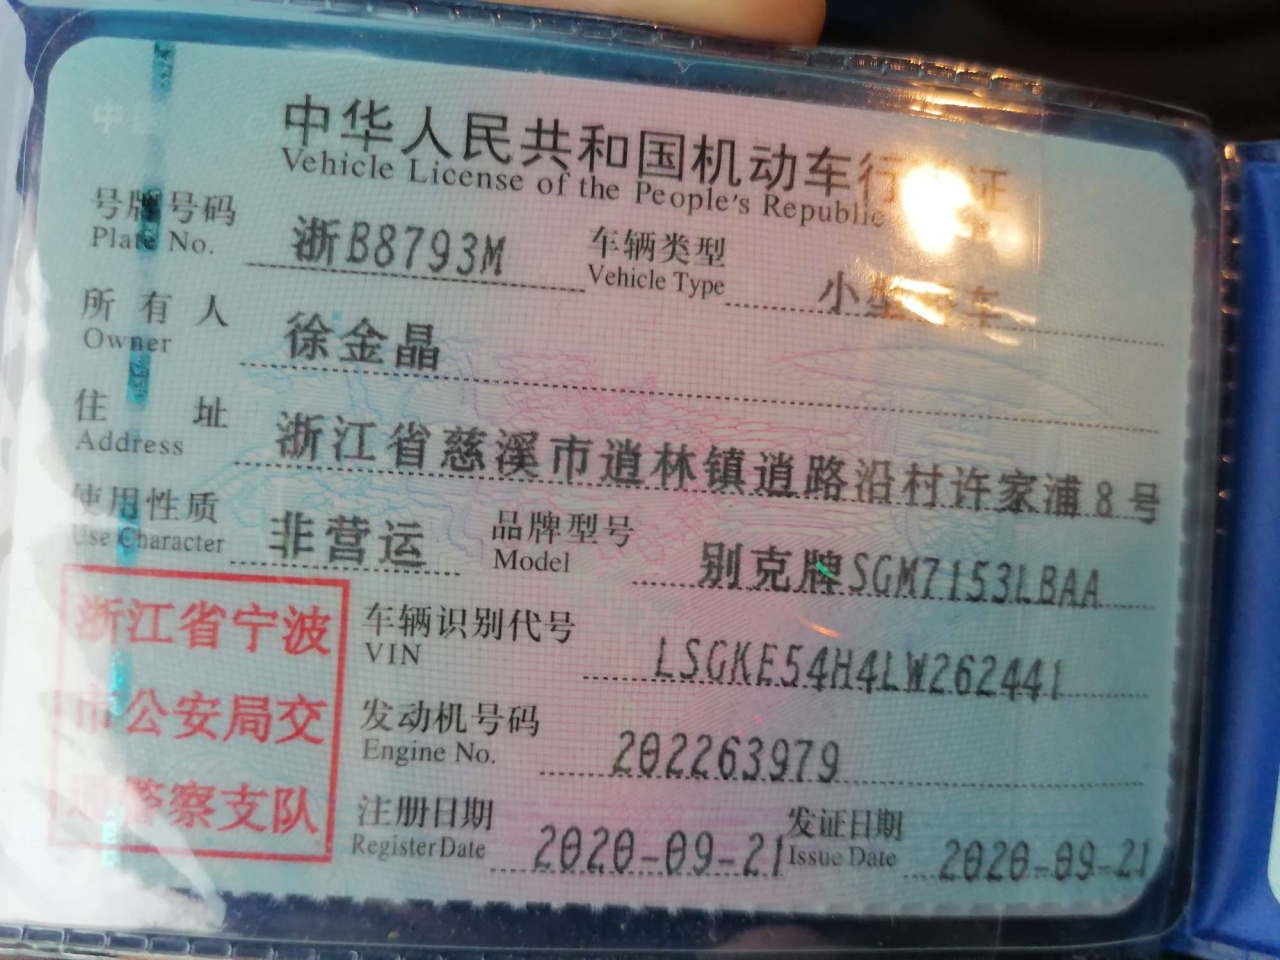 中华人民共和国机动车行 证
Vehicle License of the People's Republic
号牌号码 浙B8793M 车辆类型 小型 车
Plate No. Vehicle Type
所有人 徐金晶
Owner
住址 浙江省慈溪市逍林镇逍路沿村许家浦8号
Address
使用性质 非营运 品牌型号 别克牌SGM7153LBAA
Use Character Model
浙江省宁波
市公安局交
通警察支队
车辆识别代号 LSGKE54H4LW262441
VIN
发动机号码 202263979
Engine No.
注册日期 2020-09-21 发证日期 2020-09-21
Register Date Issue Date